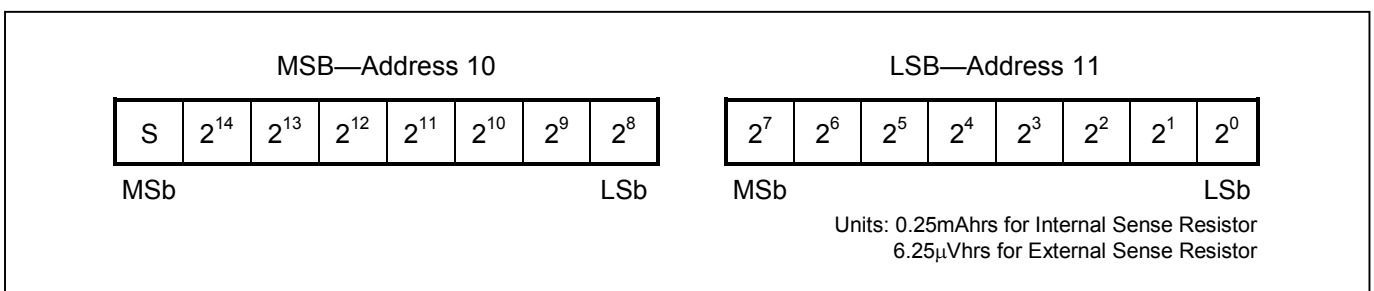 MSB—Address 10
LSB—Address 11
S 2^14 2^13 2^12 2^11 2^10 2^9 2^8
2^7 2^6 2^5 2^4 2^3 2^2 2^1 2^0
MSb LSb
MSb LSb
Units: 0.25mAhrs for Internal Sense Resistor
6.25μVhrs for External Sense Resistor